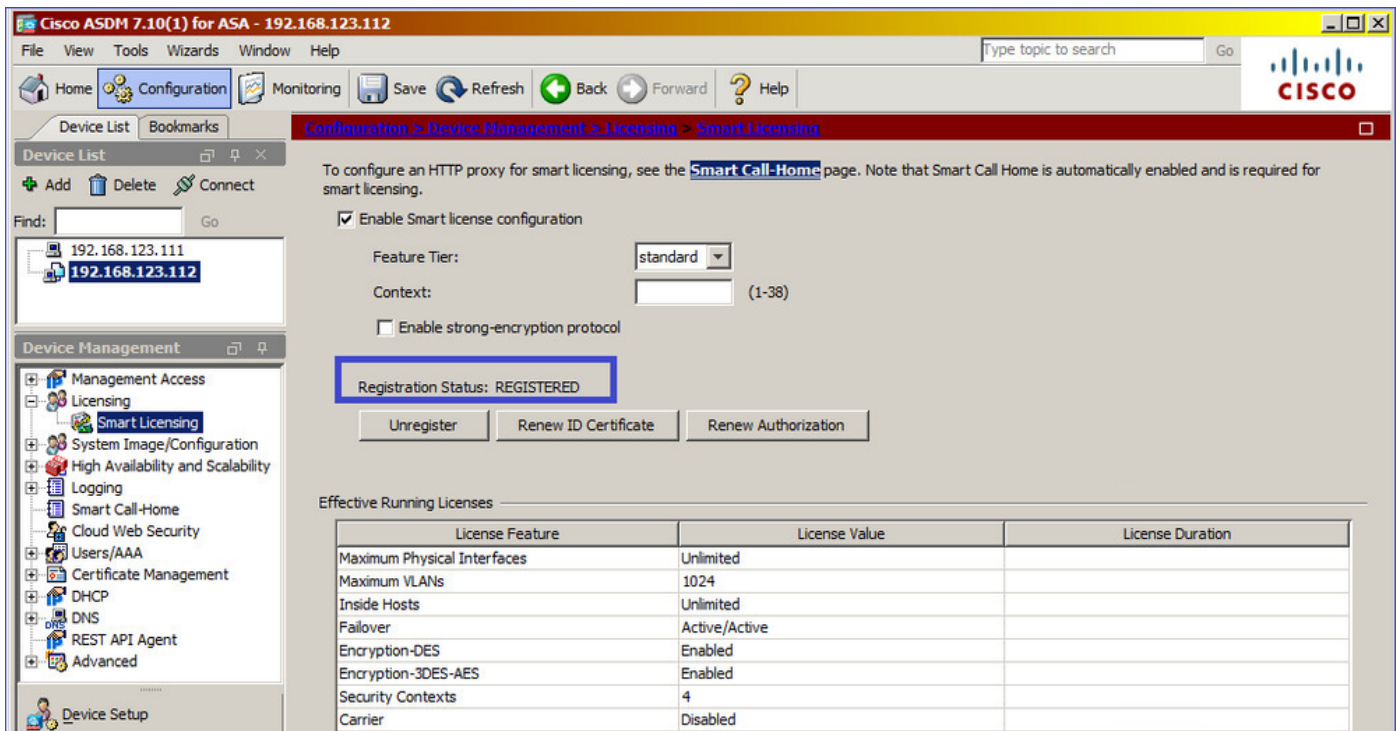 Cisco ASDM 7.10(1) for ASA - 192.168.123.112
File View Tools Wizards Window Help
Type topic to search Go
Home Configuration Monitoring Save Refresh Back Forward Help
CISCO
Device List Bookmarks
Configuration > Device Management > Licensing > Smart Licensing
Device List
Add Delete Connect
Find: Go
192.168.123.111
192.168.123.112
To configure an HTTP proxy for smart licensing, see the Smart Call-Home page. Note that Smart Call Home is automatically enabled and is required for
smart licensing.
Enable Smart license configuration
Feature Tier: standard
Context: (1-38)
Enable strong-encryption protocol
Registration Status: REGISTERED
Unregister Renew ID Certificate Renew Authorization
Device Management
Management Access
Licensing
Smart Licensing
System Image/Configuration
High Availability and Scalability
Logging
Smart Call-Home
Cloud Web Security
Users/AAA
Certificate Management
DHCP
DNS
DNS
REST API Agent
Advanced
Device Setup
Effective Running Licenses
License Feature License Value License Duration
Maximum Physical Interfaces Unlimited
Maximum VLANs 1024
Inside Hosts Unlimited
Failover Active/Active
Encryption-DES Enabled
Encryption-3DES-AES Enabled
Security Contexts 4
Carrier Disabled